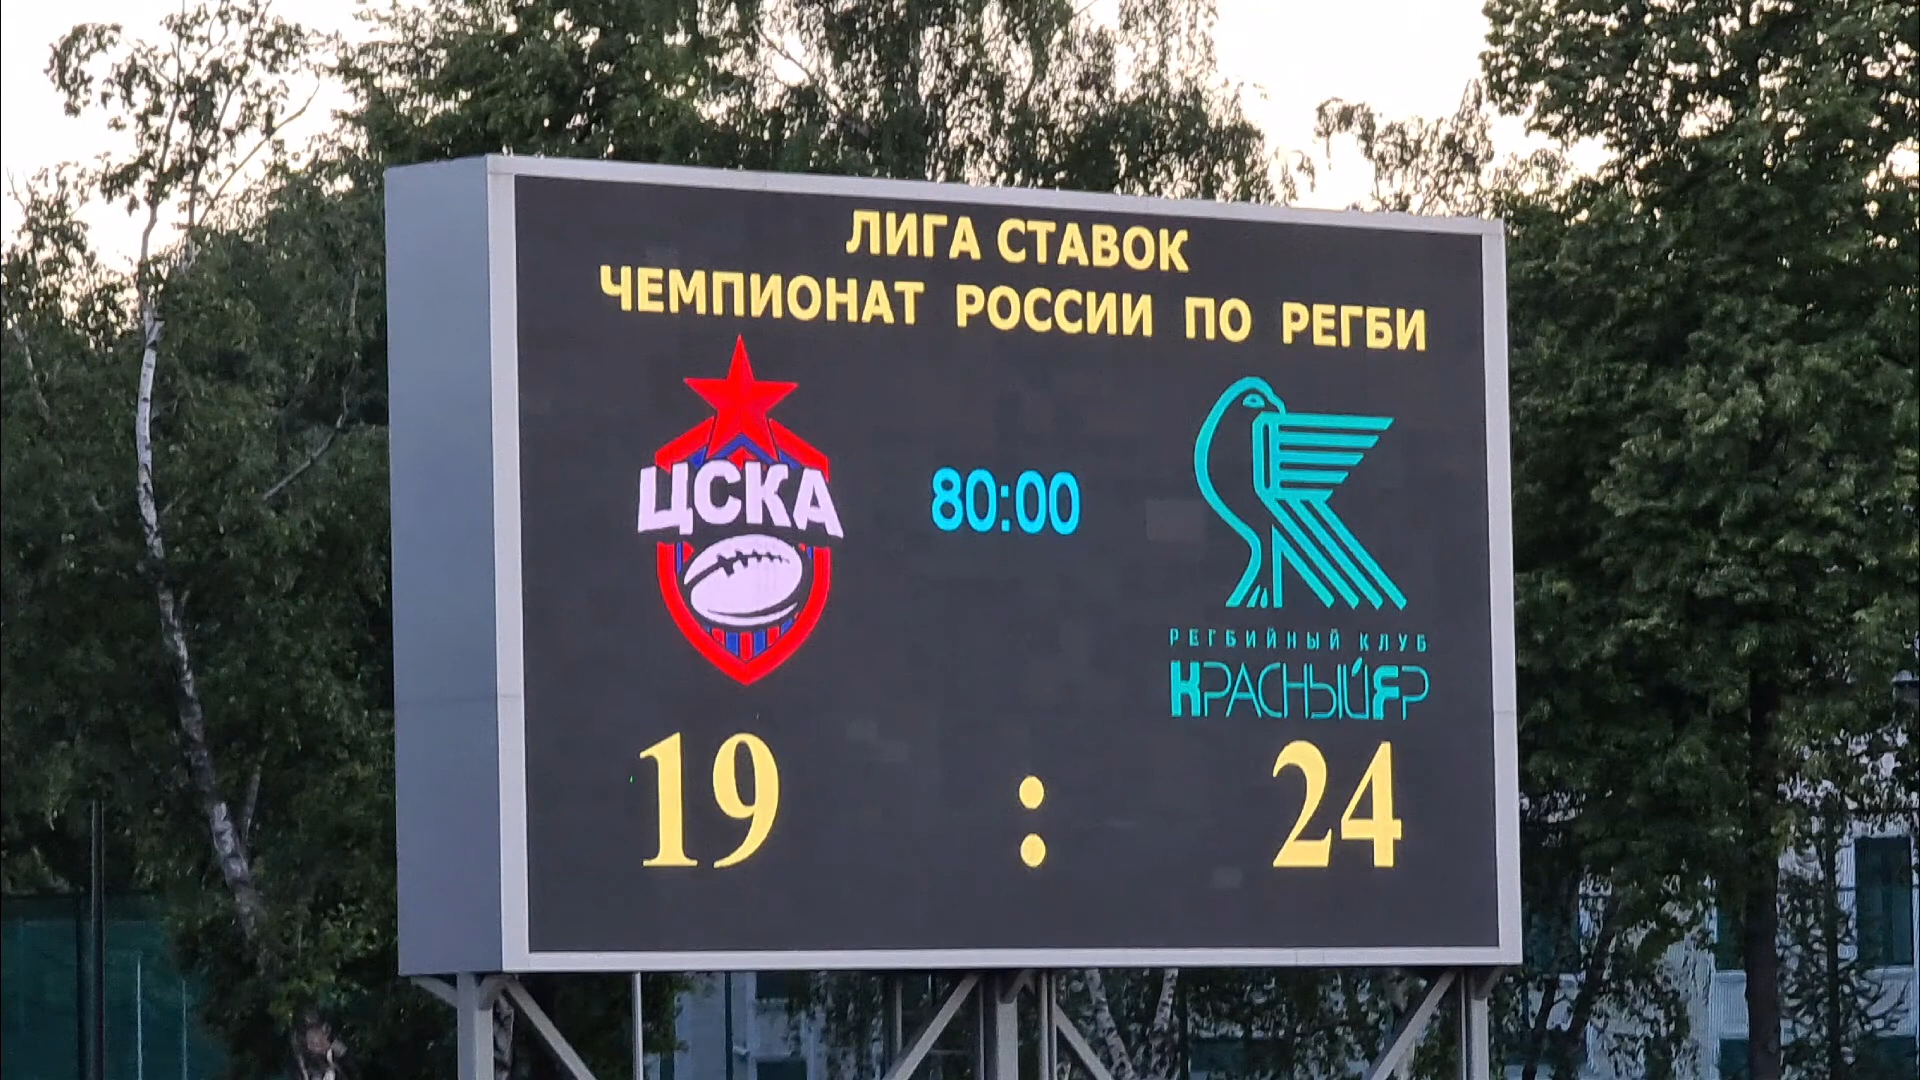 ЛИГА СТАВОК
ЧЕМПИОНАТ РОССИИ ПО РЕГБИ
ЦСКА
80:00
РЕГБИЙНЫЙ КЛУБ
КРАСНЫЙ ЯР
19 : 24